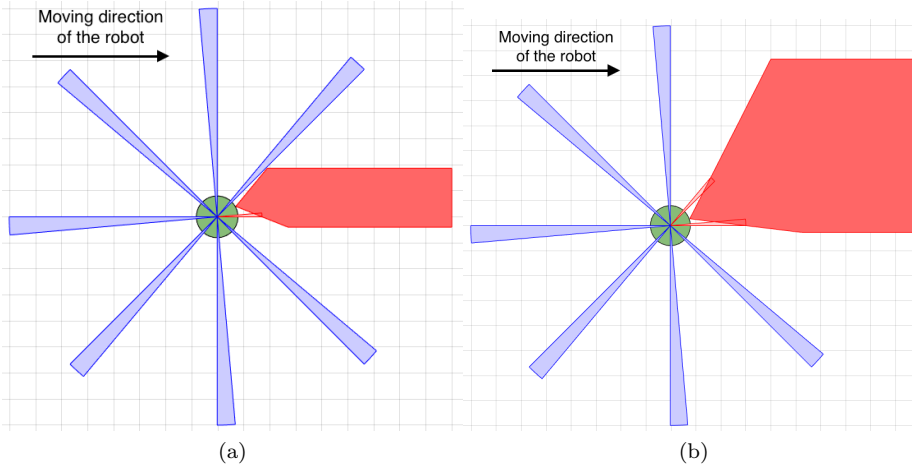 Moving direction
of the robot
Moving direction
of the robot
(a)
(b)